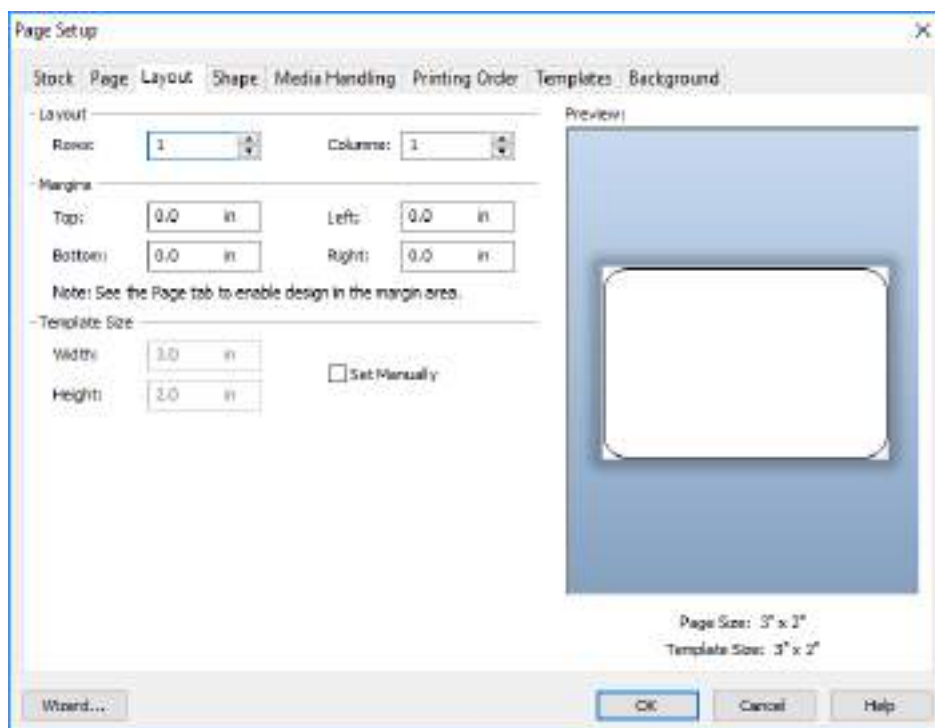 Page Setup
Stock Page Layout Shape Media Handling Printing Order Templates Background
Layout
Rows: 1 Columns: 1
Margins
Top: 0.0 in Left: 0.0 in
Bottom: 0.0 in Right: 0.0 in
Note: See the Page tab to enable design in the margin area.
Template Size
Width: 3.0 in
Set Manually
Height: 2.0 in
Preview:
Page Size: 3" x 2"
Template Size: 3" x 2"
Wizard... OK Cancel Help